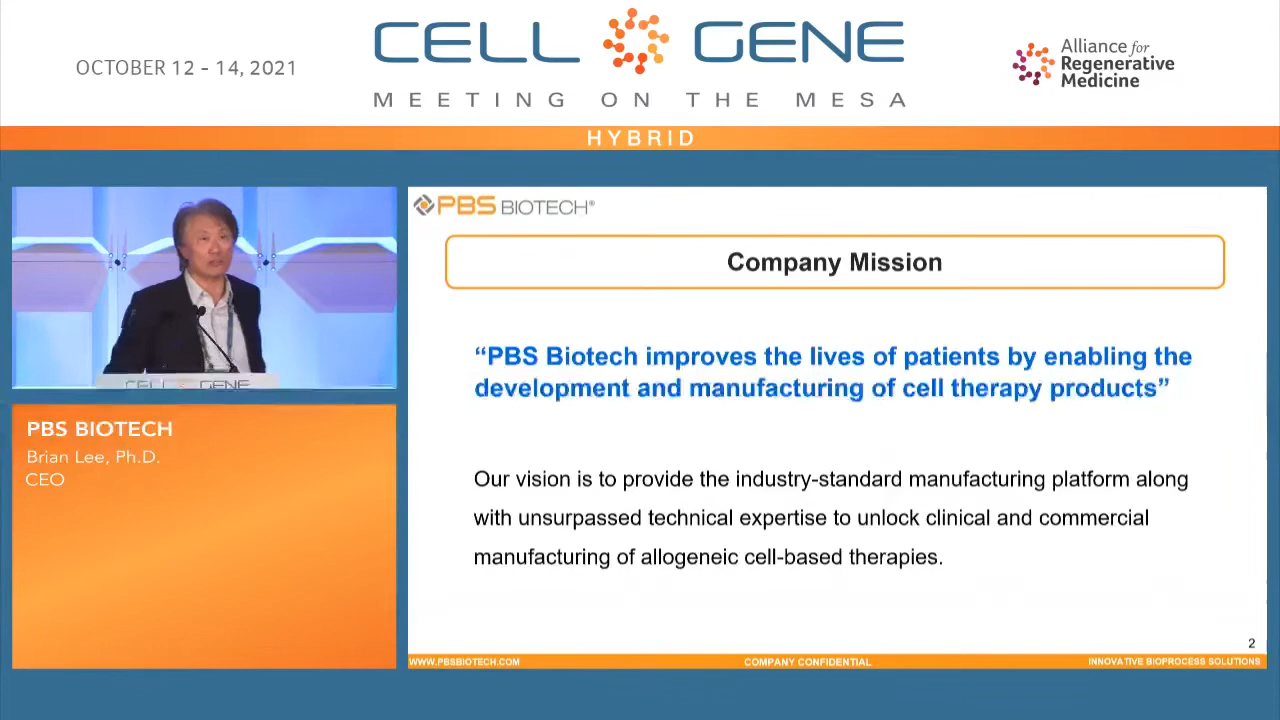 OCTOBER 12 - 14, 2021
CELL GENE
MEETING ON THE MESA
Alliance for
Regenerative
Medicine
HYBRID
CELL GENE
PBS BIOTECH
Brian Lee, Ph.D.
CEO
PBS BIOTECH®
Company Mission
“PBS Biotech improves the lives of patients by enabling the
development and manufacturing of cell therapy products”
Our vision is to provide the industry-standard manufacturing platform along
with unsurpassed technical expertise to unlock clinical and commercial
manufacturing of allogeneic cell-based therapies.
2
WWW.PBSBIOTECH.COM
COMPANY CONFIDENTIAL
INNOVATIVE BIOPROCESS SOLUTIONS